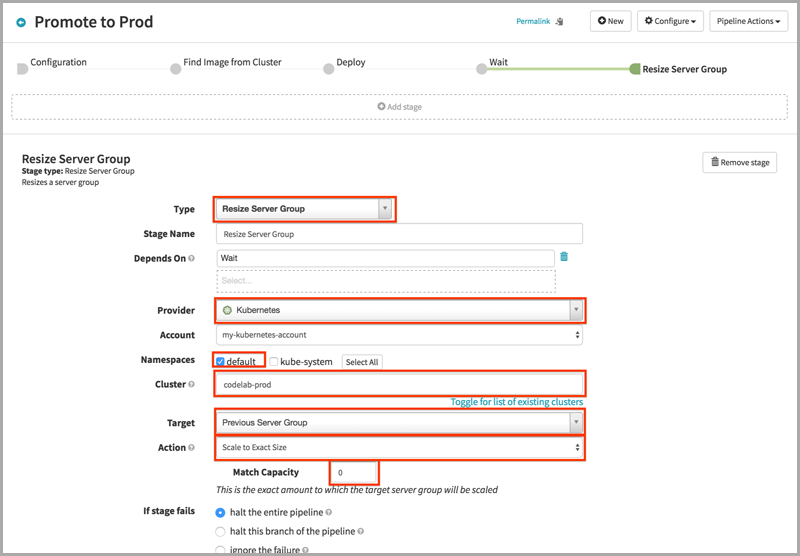 Promote to Prod
Permalink
New
Configure
Pipeline Actions
Configuration
Find Image from Cluster
Deploy
Wait
Resize Server Group
Add stage
Resize Server Group
Stage type: Resize Server Group
Resizes a server group
Remove stage
Type
Resize Server Group
Stage Name
Resize Server Group
Depends On
Wait
Select...
Provider
Kubernetes
Account
my-kubernetes-account
Namespaces
default
kube-system
Select All
Cluster
codelab-prod
Toggle for list of existing clusters
Target
Previous Server Group
Action
Scale to Exact Size
Match Capacity
0
This is the exact amount to which the target server group will be scaled
If stage fails
halt the entire pipeline
halt this branch of the pipeline
ignore the failure